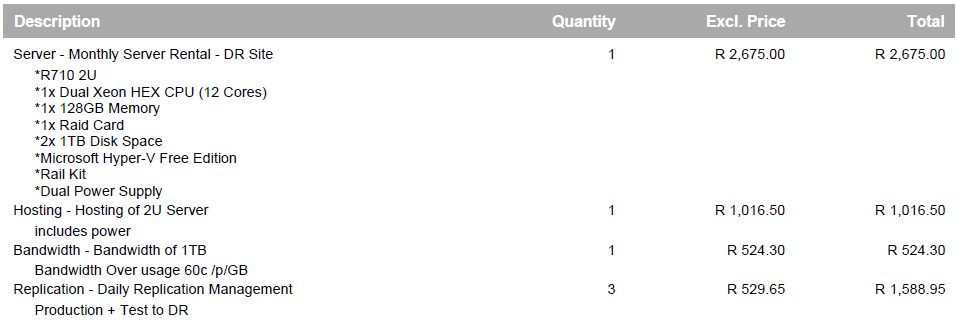 Description Quantity Excl. Price Total
Server - Monthly Server Rental - DR Site 1 R 2,675.00 R 2,675.00
*R710 2U
*1x Dual Xeon HEX CPU (12 Cores)
*1x 128GB Memory
*1x Raid Card
*2x 1TB Disk Space
*Microsoft Hyper-V Free Edition
*Rail Kit
*Dual Power Supply
Hosting - Hosting of 2U Server 1 R 1,016.50 R 1,016.50
includes power
Bandwidth - Bandwidth of 1TB 1 R 524.30 R 524.30
Bandwidth Over usage 60c /p/GB
Replication - Daily Replication Management 3 R 529.65 R 1,588.95
Production + Test to DR